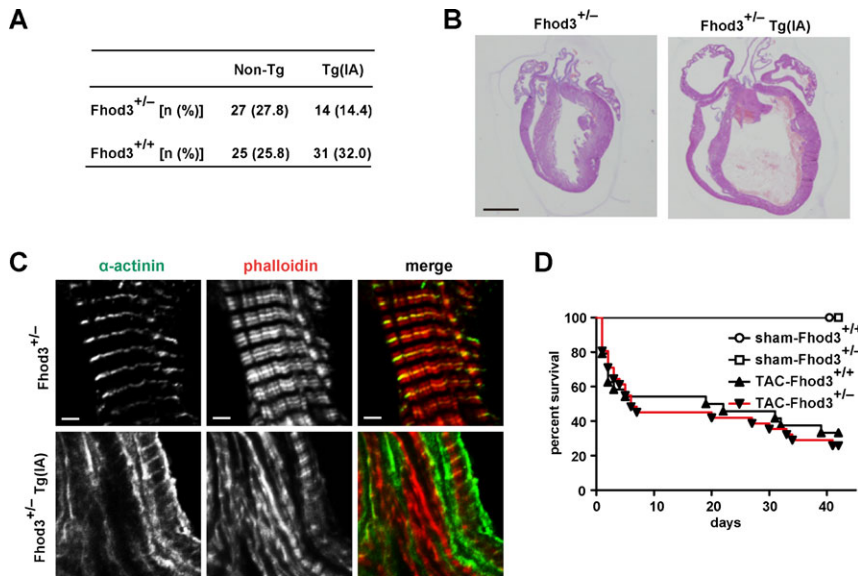 A
Non-Tg Tg(IA)
Fhod3+/– [n (%)] 27 (27.8) 14 (14.4)
Fhod3+/+ [n (%)] 25 (25.8) 31 (32.0)
B
Fhod3+/– Fhod3+/– Tg(IA)
C
α-actinin phalloidin merge
Fhod3+/–
Fhod3+/– Tg(IA)
D
percent survival
100
80
60
40
20
0
0 10 20 30 40
days
sham-Fhod3+/+
sham-Fhod3+/–
TAC-Fhod3+/+
TAC-Fhod3+/–